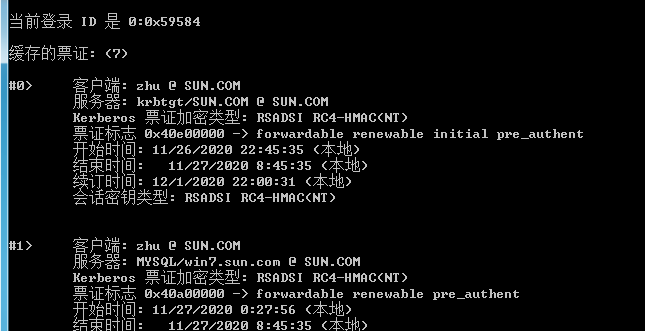 当前登录 ID 是 0:0x59584
缓存的票证: (7)
#0>     客户端: zhu @ SUN.COM
        服务器: krbtgt/SUN.COM @ SUN.COM
        Kerberos 票证加密类型: RSADSI RC4-HMAC(NT)
        票证标志 0x40e00000 -> forwardable renewable initial pre_authent
        开始时间: 11/26/2020 22:45:35 (本地)
        结束时间:   11/27/2020 8:45:35 (本地)
        续订时间: 12/1/2020 22:00:31 (本地)
        会话密钥类型: RSADSI RC4-HMAC(NT)
#1>     客户端: zhu @ SUN.COM
        服务器: MYSQL/win7.sun.com @ SUN.COM
        Kerberos 票证加密类型: RSADSI RC4-HMAC(NT)
        票证标志 0x40a00000 -> forwardable renewable pre_authent
        开始时间: 11/27/2020 0:27:56 (本地)
        结束时间:   11/27/2020 8:45:35 (本地)